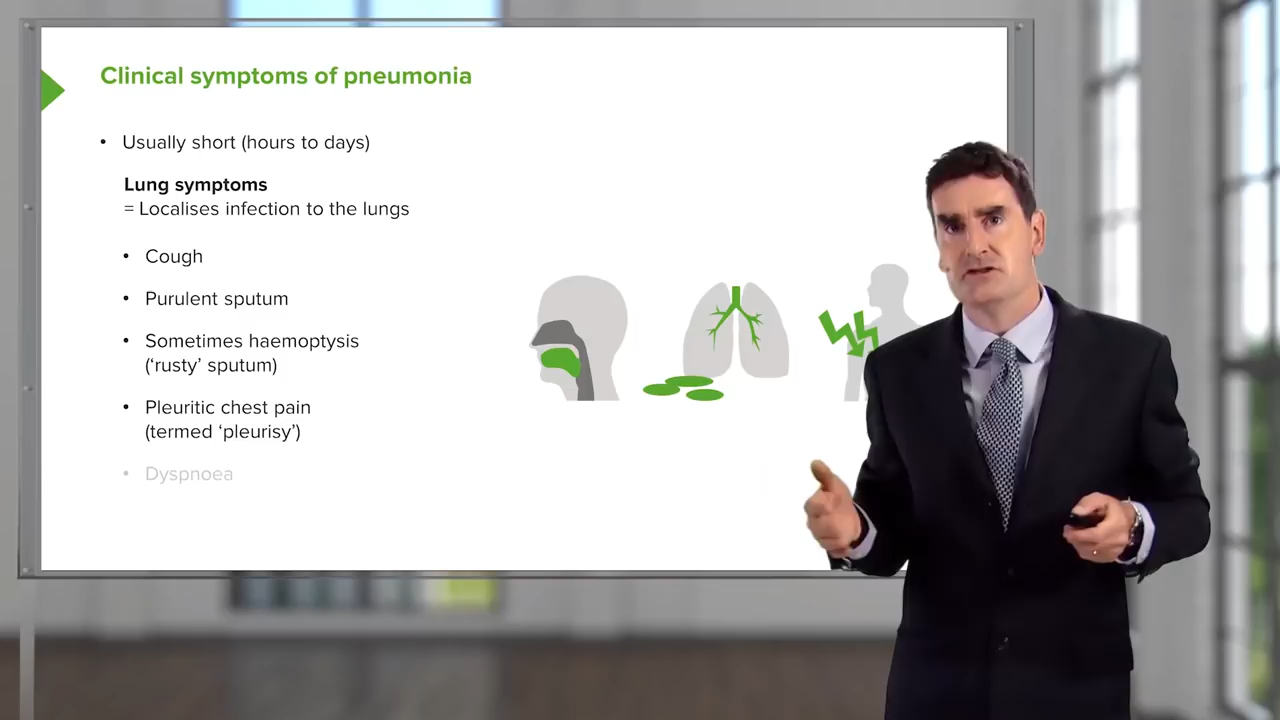 Clinical symptoms of pneumonia
• Usually short (hours to days)
Lung symptoms
= Localises infection to the lungs
• Cough
• Purulent sputum
• Sometimes haemoptysis
(‘rusty’ sputum)
• Pleuritic chest pain
(termed ‘pleurisy’)
• Dyspnoea